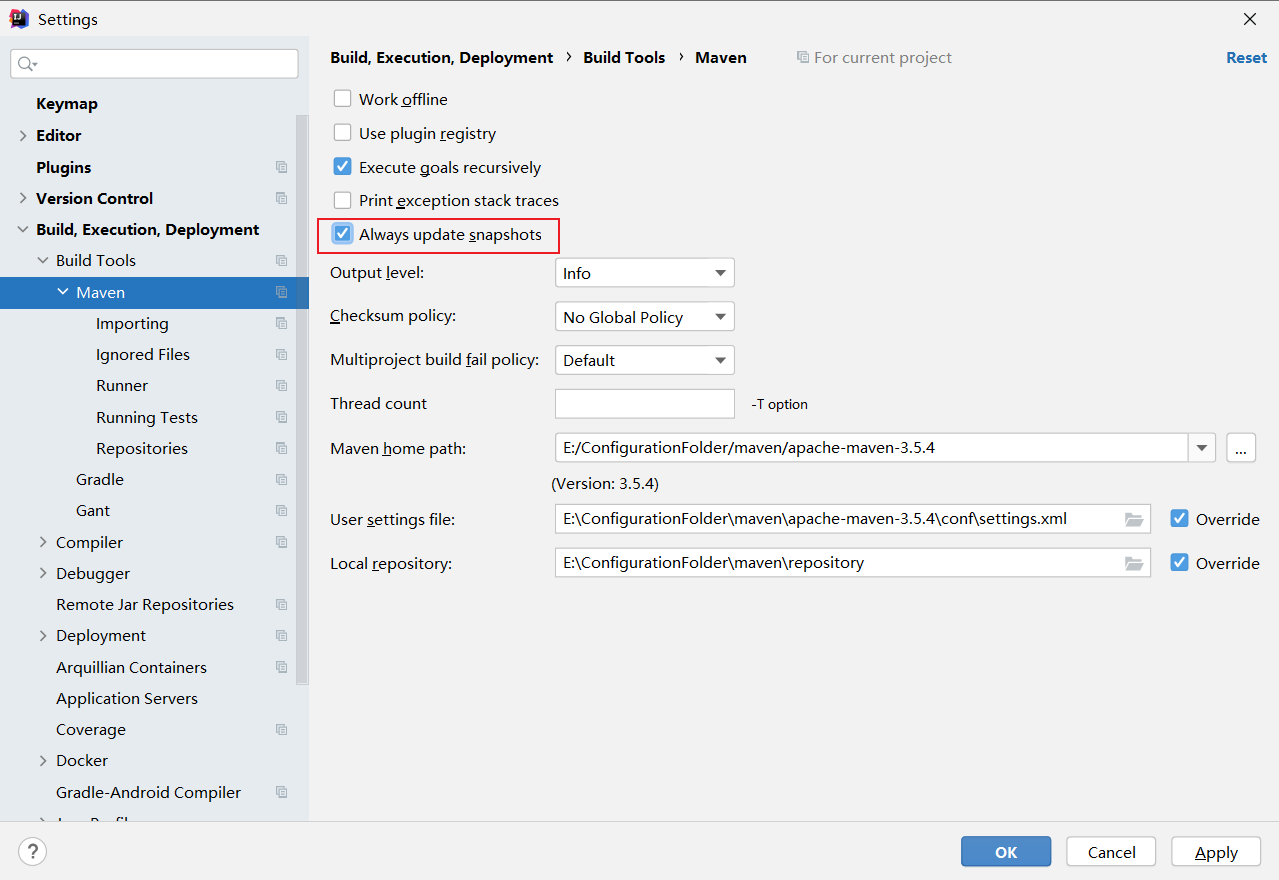 Settings
Keymap
Editor
Plugins
Version Control
Build, Execution, Deployment
Build Tools
Maven
Importing
Ignored Files
Runner
Running Tests
Repositories
Gradle
Gant
Compiler
Debugger
Remote Jar Repositories
Deployment
Arquillian Containers
Application Servers
Coverage
Docker
Gradle-Android Compiler
Build, Execution, Deployment › Build Tools › Maven For current project Reset
Work offline
Use plugin registry
Execute goals recursively
Print exception stack traces
Always update snapshots
Output level: Info
Checksum policy: No Global Policy
Multiproject build fail policy: Default
Thread count -T option
Maven home path: E:/ConfigurationFolder/maven/apache-maven-3.5.4 ...
(Version: 3.5.4)
User settings file: E:\ConfigurationFolder\maven\apache-maven-3.5.4\conf\settings.xml Override
Local repository: E:\ConfigurationFolder\maven\repository Override
? OK Cancel Apply